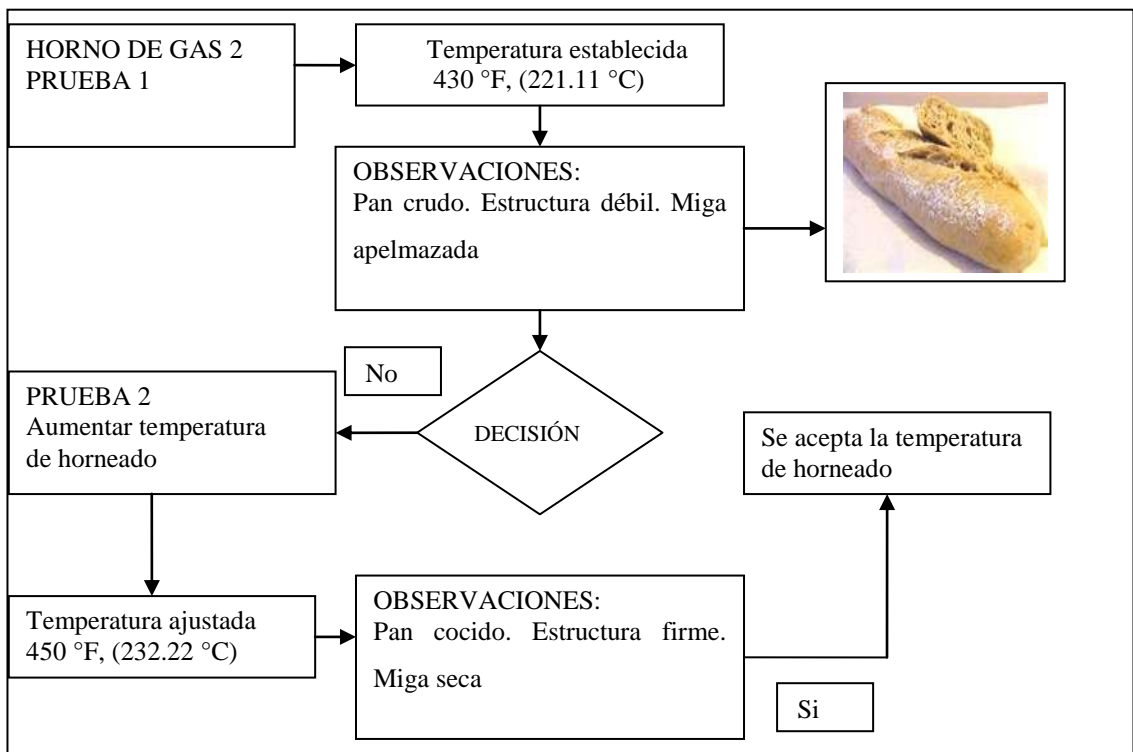 HORNO DE GAS 2
PRUEBA 1
Temperatura establecida
430 °F, (221.11 °C)
OBSERVACIONES:
Pan crudo. Estructura débil. Miga
apelmazada
No
DECISIÓN
PRUEBA 2
Aumentar temperatura
de horneado
Se acepta la temperatura
de horneado
Temperatura ajustada
450 °F, (232.22 °C)
OBSERVACIONES:
Pan cocido. Estructura firme.
Miga seca
Si